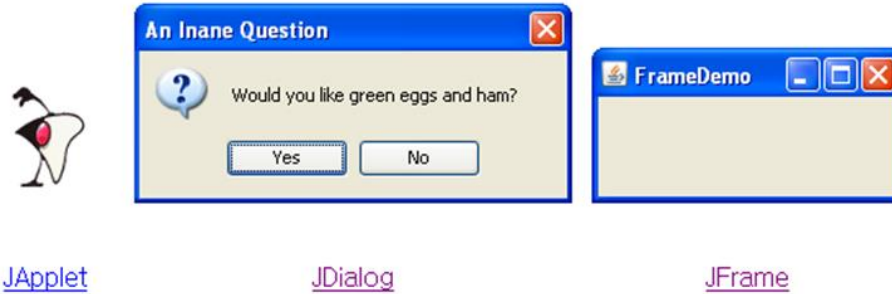 An Inane Question
FrameDemo
Would you like green eggs and ham?
Yes No
JApplet JDialog JFrame